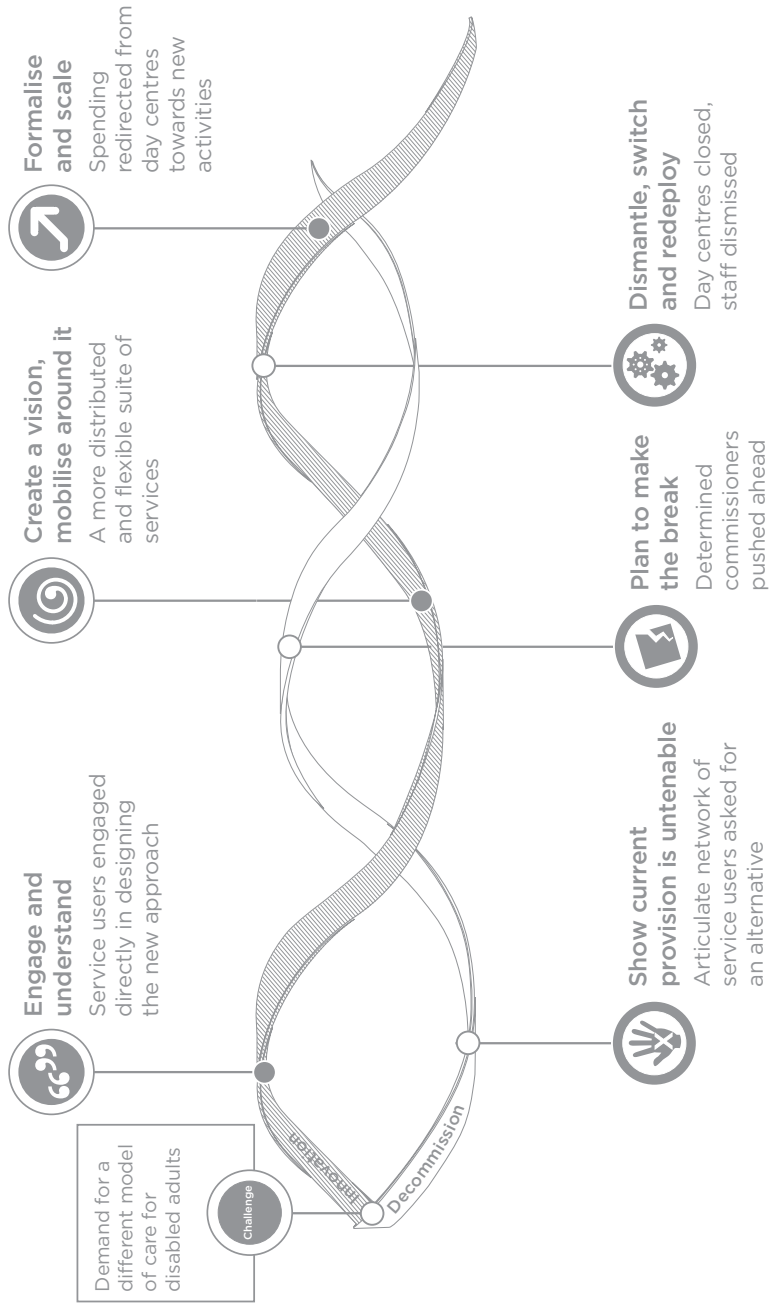 Demand for a
different model
of care for
disabled adults
Challenge
Innovation
Decommission
Engage and
understand
Service users engaged
directly in designing
the new approach
Create a vision,
mobilise around it
A more distributed
and flexible suite of
services
Formalise
and scale
Spending
redirected from
day centres
towards new
activities
Show current
provision is untenable
Articulate network of
service users asked for
an alternative
Plan to make
the break
Determined
commissioners
pushed ahead
Dismantle, switch
and redeploy
Day centres closed,
staff dismissed